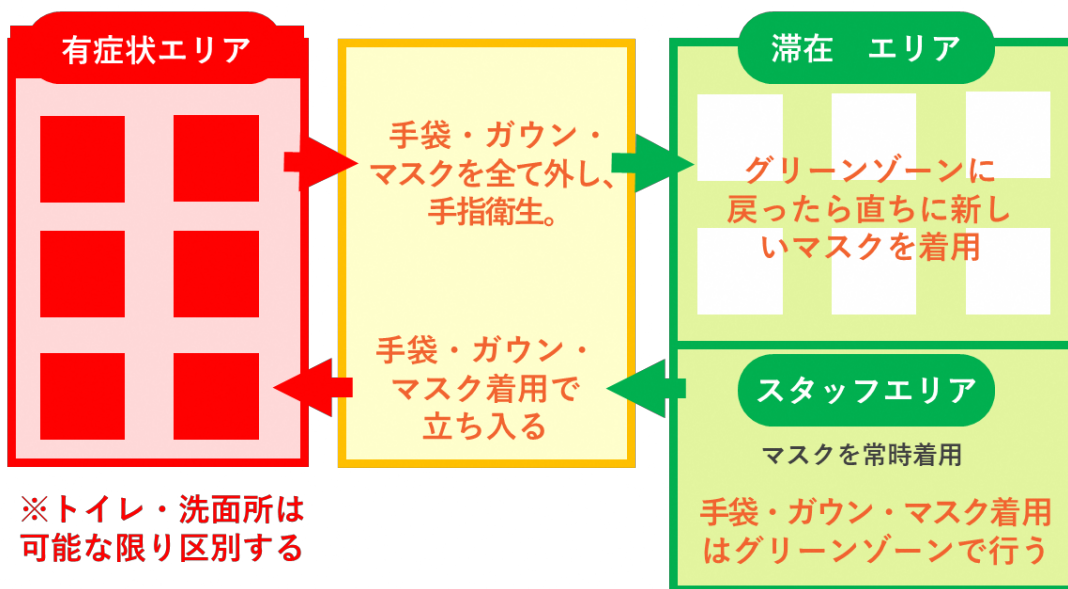 有症状エリア
手袋・ガウン・
マスクを全て外し、
手指衛生。
手袋・ガウン・
マスク着用で
立ち入る
滞在　エリア
グリーンゾーンに
戻ったら直ちに新し
いマスクを着用
スタッフエリア
マスクを常時着用
手袋・ガウン・マスク着用
はグリーンゾーンで行う
※トイレ・洗面所は
可能な限り区別する